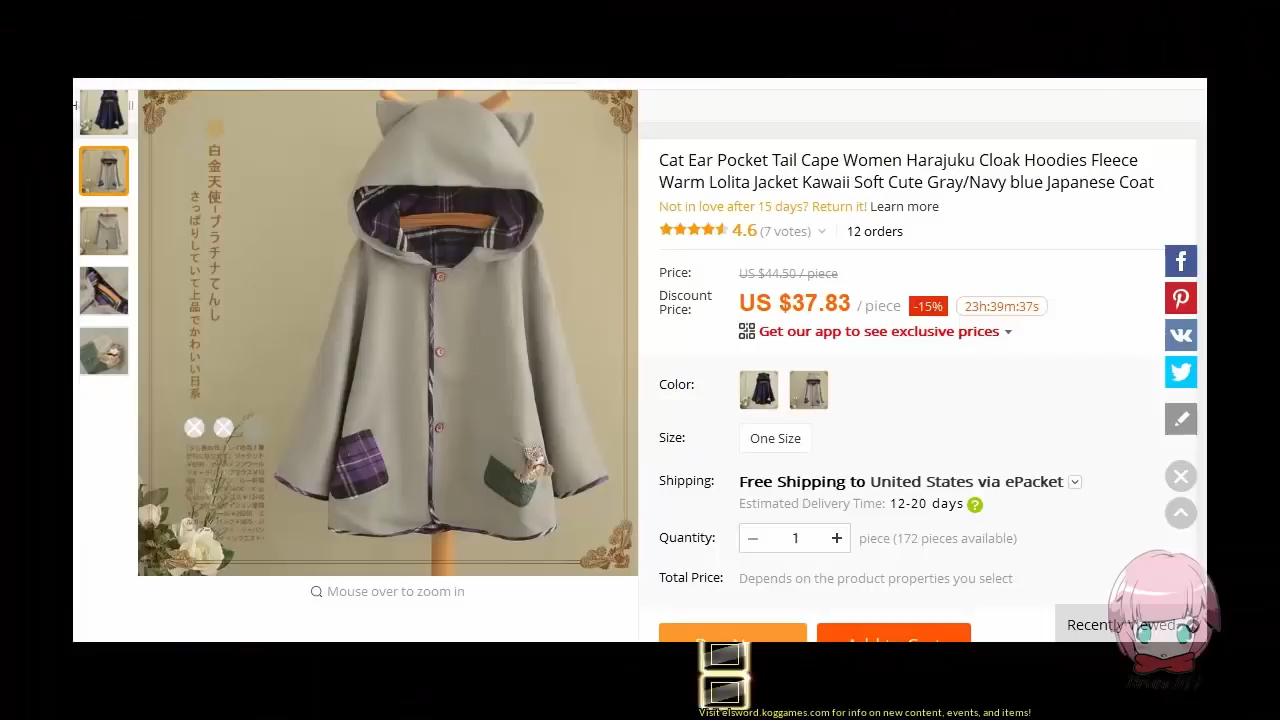 白金天使-プラチナてんし
さっぱりしていて上品でかわいい日系
Mouse over to zoom in
Cat Ear Pocket Tail Cape Women Harajuku Cloak Hoodies Fleece
Warm Lolita Jacket Kawaii Soft Cute Gray/Navy blue Japanese Coat
Not in love after 15 days? Return it! Learn more
4.6 (7 votes) 12 orders
Price: US $44.50 / piece
Discount
Price: US $37.83 / piece -15% 23h:39m:37s
Get our app to see exclusive prices
Color:
Size: One Size
Shipping: Free Shipping to United States via ePacket
Estimated Delivery Time: 12-20 days ?
Quantity: 1 piece (172 pieces available)
Total Price: Depends on the product properties you select
Recently Viewed
Visit elsword.koggames.com for info on new content, events, and items!